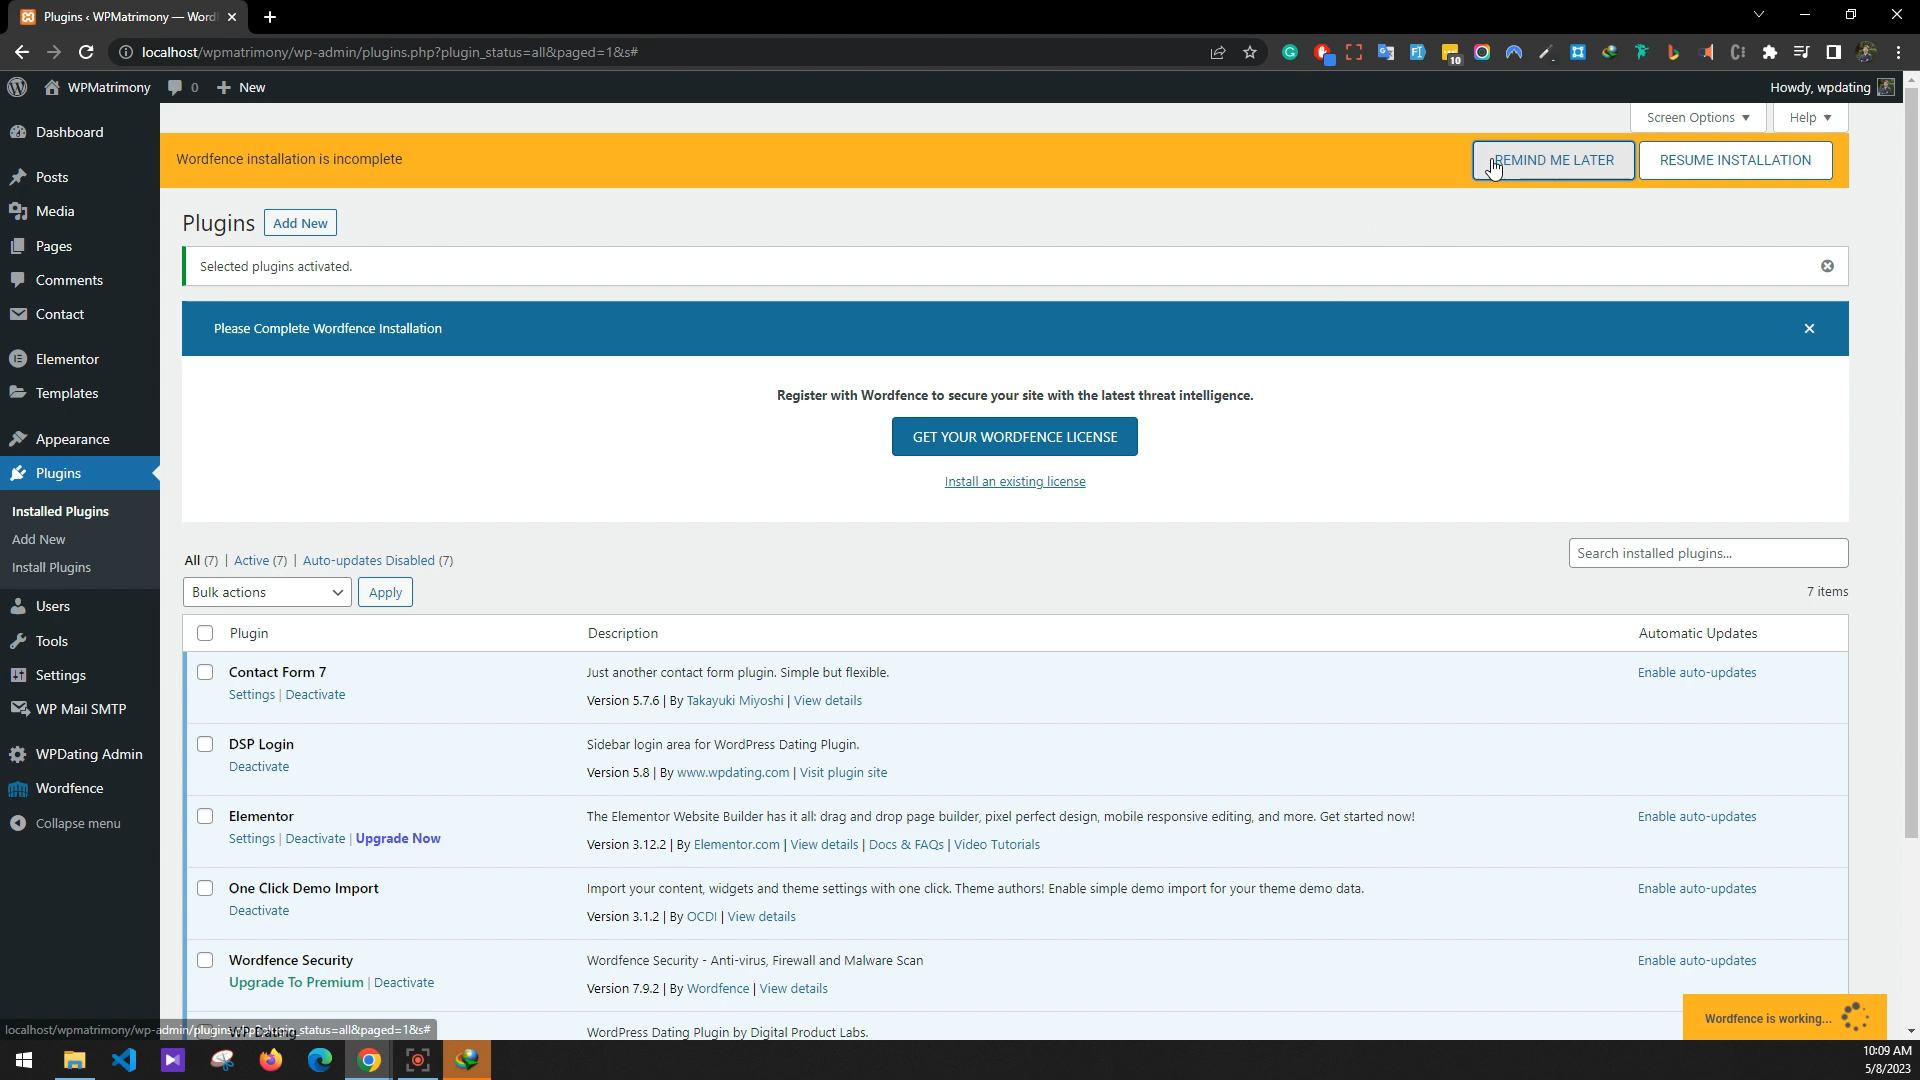 Plugins ‹ WPMatrimony — Word
localhost/wpmatrimony/wp-admin/plugins.php?plugin_status=all&paged=1&s#
10
WPMatrimony 0 New
Howdy, wpdating
Screen Options Help
Dashboard
Posts
Media
Pages
Comments
Contact
Elementor
Templates
Appearance
Plugins
Installed Plugins
Add New
Install Plugins
Users
Tools
Settings
WP Mail SMTP
WPDating Admin
Wordfence
Collapse menu
Wordfence installation is incomplete
REMIND ME LATER RESUME INSTALLATION
Plugins Add New
Selected plugins activated.
Please Complete Wordfence Installation
Register with Wordfence to secure your site with the latest threat intelligence.
GET YOUR WORDFENCE LICENSE
Install an existing license
All (7) | Active (7) | Auto-updates Disabled (7)
Search installed plugins...
Bulk actions Apply
7 items
Plugin Description Automatic Updates
Contact Form 7 Just another contact form plugin. Simple but flexible. Enable auto-updates
Settings | Deactivate Version 5.7.6 | By Takayuki Miyoshi | View details
DSP Login Sidebar login area for WordPress Dating Plugin.
Deactivate Version 5.8 | By www.wpdating.com | Visit plugin site
Elementor The Elementor Website Builder has it all: drag and drop page builder, pixel perfect design, mobile responsive editing, and more. Get started now! Enable auto-updates
Settings | Deactivate | Upgrade Now Version 3.12.2 | By Elementor.com | View details | Docs & FAQs | Video Tutorials
One Click Demo Import Import your content, widgets and theme settings with one click. Theme authors! Enable simple demo import for your theme demo data. Enable auto-updates
Deactivate Version 3.1.2 | By OCDI | View details
Wordfence Security Wordfence Security - Anti-virus, Firewall and Malware Scan Enable auto-updates
Upgrade To Premium | Deactivate Version 7.9.2 | By Wordfence | View details
WPDating WordPress Dating Plugin by Digital Product Labs.
Wordfence is working...
localhost/wpmatrimony/wp-admin/plugins.php?plugin_status=all&paged=1&s#
10:09 AM
5/8/2023